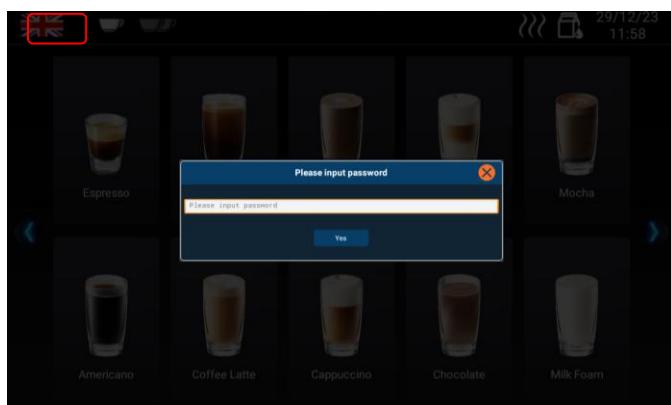 29/12/23
11:58
Please input password
Please input password
Yes
Espresso
Mocha
Americano
Coffee Latte
Cappuccino
Chocolate
Milk Foam